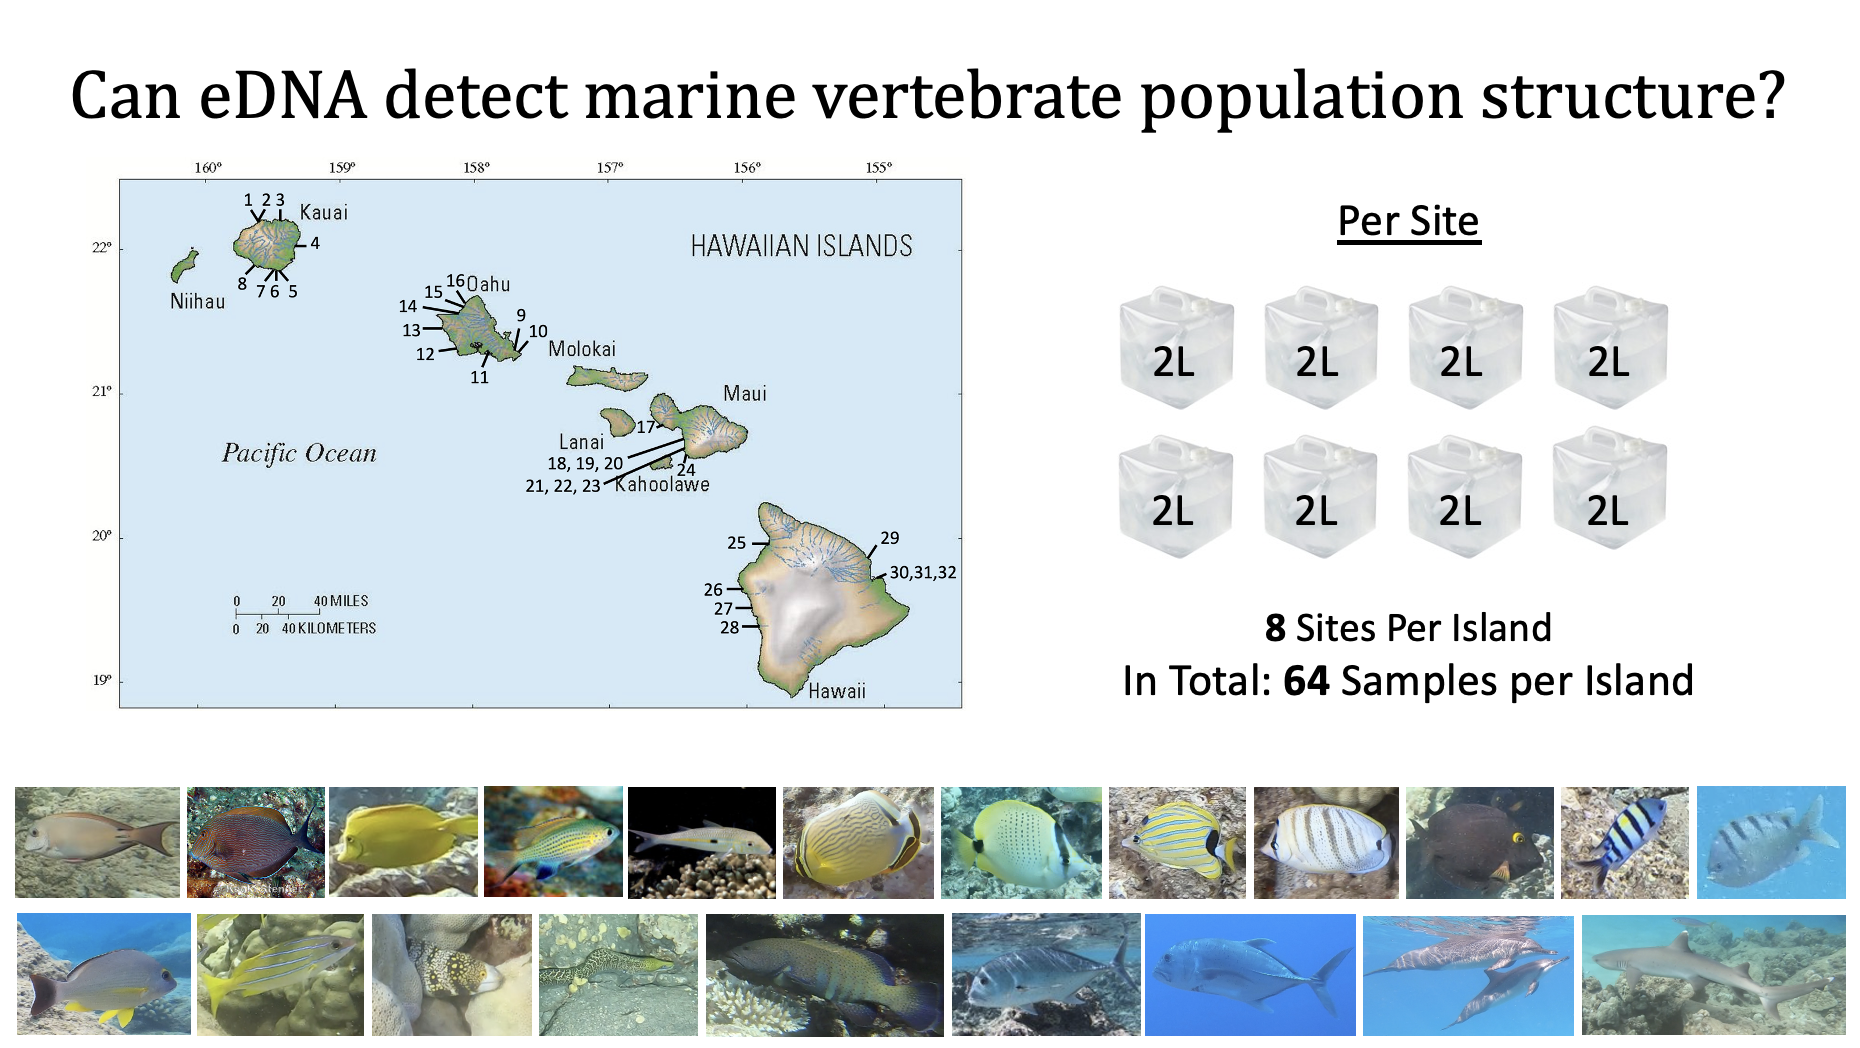 Can eDNA detect marine vertebrate population structure?
160° 159° 158° 157° 156° 155°
1 2 3
Kauai
4
22°
HAWAIIAN ISLANDS
8 7 6 5
Niihau
16 Oahu
15
14
9
13
10
12
Molokai
11
21°
Maui
17
Lanai
Pacific Ocean
18, 19, 20
24
21, 22, 23
Kahoolawe
20°
25
29
30,31,32
26
0 20 40 MILES
27
0 20 40 KILOMETERS
28
19°
Hawaii
Per Site
2L 2L 2L 2L
2L 2L 2L 2L
8 Sites Per Island
In Total: 64 Samples per Island